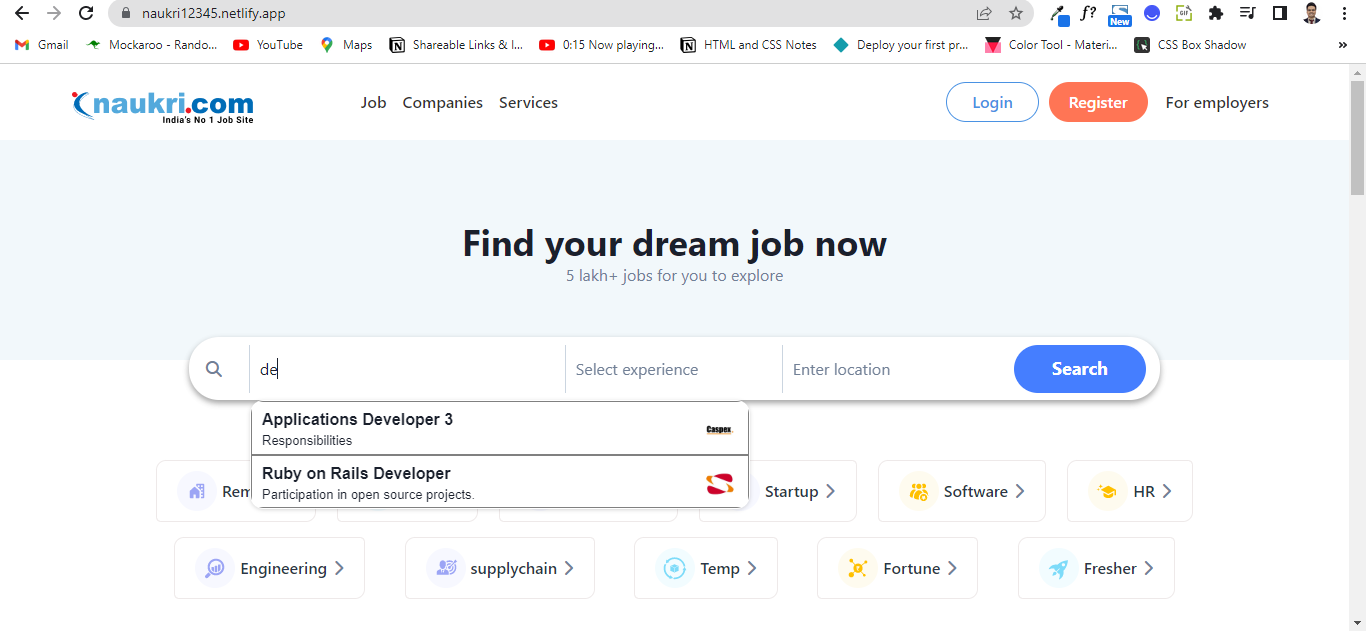 naukri12345.netlify.app
New
Gmail
Mockaroo - Rando...
YouTube
Maps
Shareable Links & I...
0:15 Now playing...
HTML and CSS Notes
Deploy your first pr...
Color Tool - Materi...
CSS Box Shadow
naukri.com
India's No 1 Job Site
Job Companies Services
Login
Register
For employers
Find your dream job now
5 lakh+ jobs for you to explore
de
Select experience
Enter location
Search
Applications Developer 3
Responsibilities
Caspex
Ruby on Rails Developer
Participation in open source projects.
Rem
Startup
Software
HR
Engineering
supplychain
Temp
Fortune
Fresher